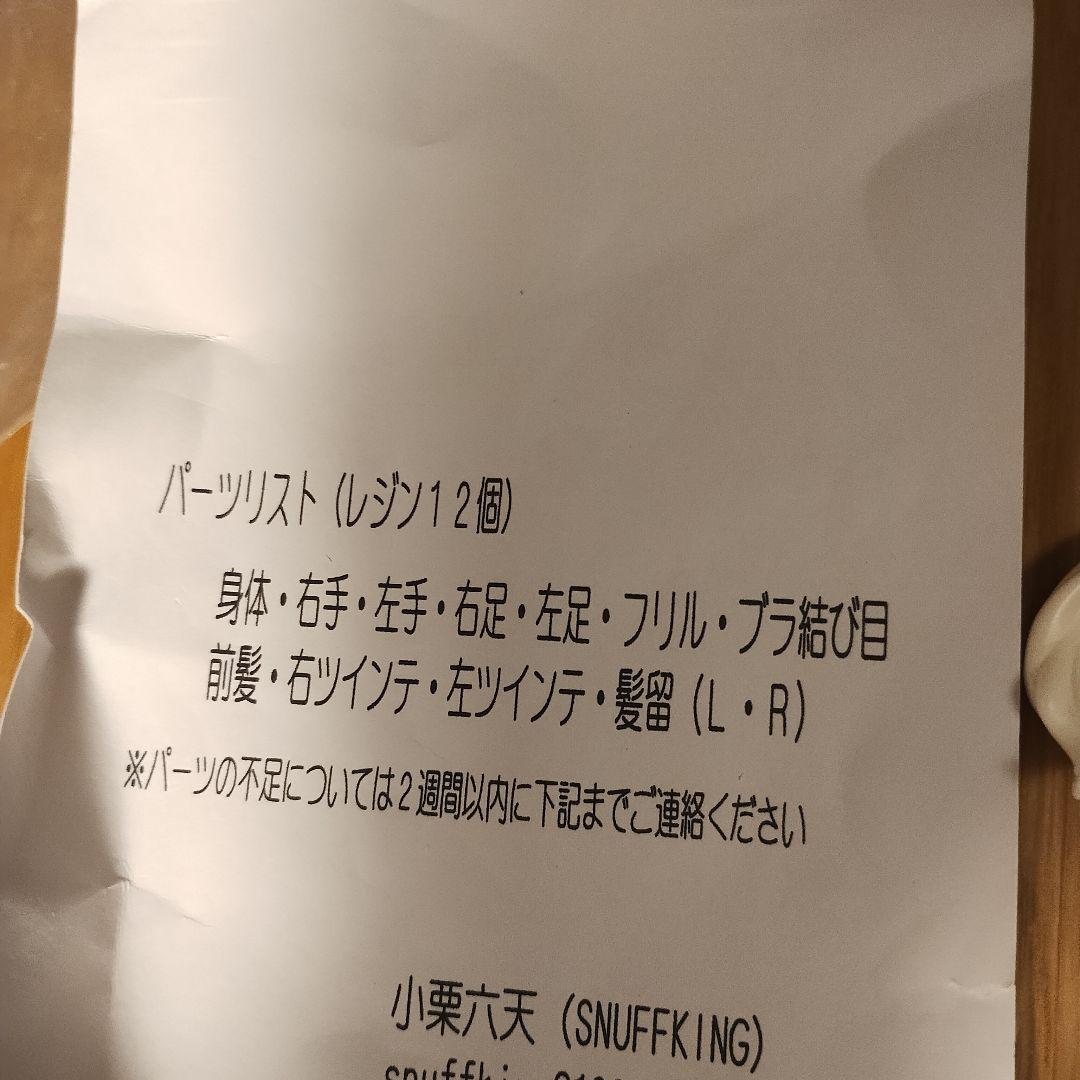 パーツリスト（レジン１２個）
身体・右手・左手・右足・左足・フリル・ブラ結び目
前髪・右ツインテ・左ツインテ・髪留（Ｌ・Ｒ）
※パーツの不足については２週間以内に下記までご連絡ください
小栗六天（SNUFFKING）